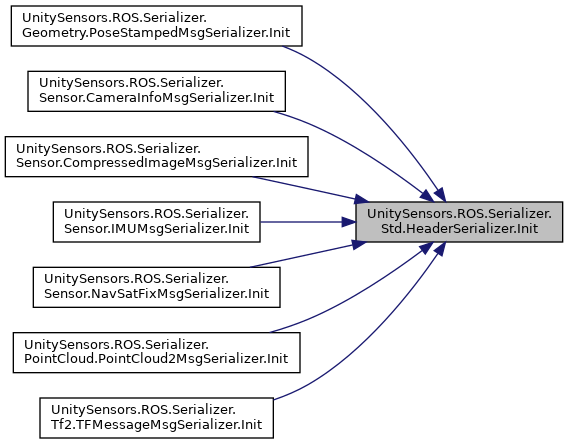 UnitySensors.ROS.Serializer.
Geometry.PoseStampedMsgSerializer.Init
UnitySensors.ROS.Serializer.
Sensor.CameraInfoMsgSerializer.Init
UnitySensors.ROS.Serializer.
Sensor.CompressedImageMsgSerializer.Init
UnitySensors.ROS.Serializer.
Sensor.IMUMsgSerializer.Init
UnitySensors.ROS.Serializer.
Sensor.NavSatFixMsgSerializer.Init
UnitySensors.ROS.Serializer.
PointCloud.PointCloud2MsgSerializer.Init
UnitySensors.ROS.Serializer.
Tf2.TFMessageMsgSerializer.Init
UnitySensors.ROS.Serializer.
Std.HeaderSerializer.Init